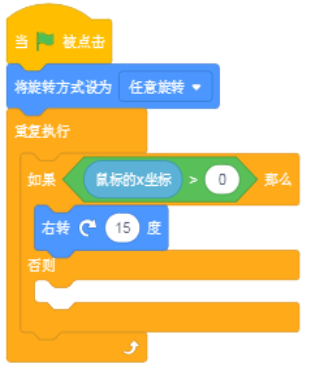 当 被点击
将旋转方式设为 任意旋转
重复执行
如果 鼠标的x坐标 > 0 那么
右转 15 度
否则